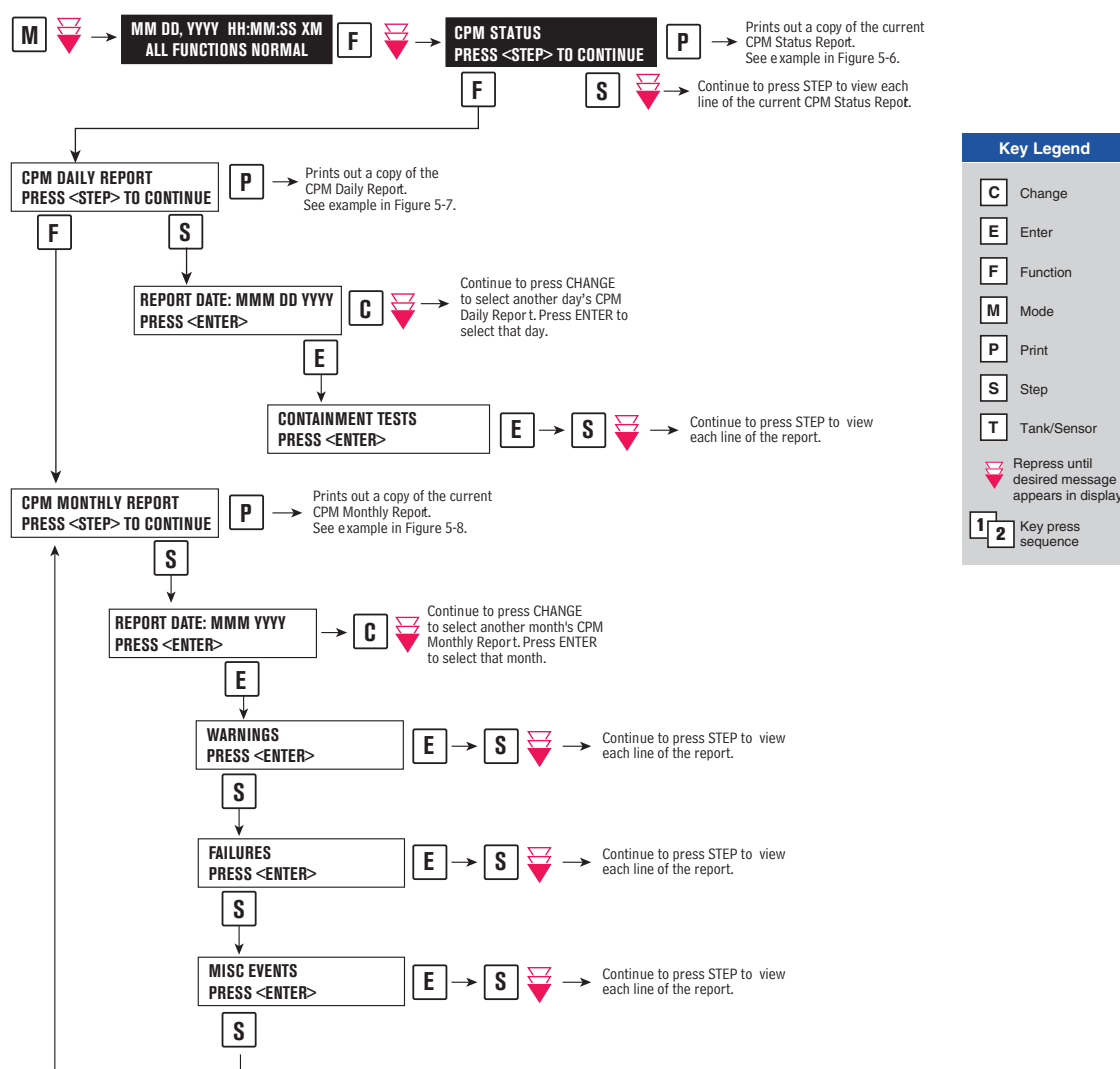 M
MM DD, YYYY HH:MM:SS XM
ALL FUNCTIONS NORMAL
F
CPM STATUS
PRESS <STEP> TO CONTINUE
P
Prints out a copy of the current
CPM Status Report.
See example in Figure 5-6.
F
S
Continue to press STEP to view each
line of the current CPM Status Repot.
CPM DAILY REPORT
PRESS <STEP> TO CONTINUE
P
Prints out a copy of the
CPM Daily Report.
See example in Figure 5-7.
F
S
REPORT DATE: MMM DD YYYY
PRESS <ENTER>
C
Continue to press CHANGE
to select another day's CPM
Daily Report. Press ENTER to
select that day.
E
CONTAINMENT TESTS
PRESS <ENTER>
E
S
Continue to press STEP to view
each line of the report.
CPM MONTHLY REPORT
PRESS <STEP> TO CONTINUE
P
Prints out a copy of the current
CPM Monthly Report.
See example in Figure 5-8.
S
REPORT DATE: MMM YYYY
PRESS <ENTER>
C
Continue to press CHANGE
to select another month's CPM
Monthly Report. Press ENTER
to select that month.
E
WARNINGS
PRESS <ENTER>
E
S
Continue to press STEP to view
each line of the report.
S
FAILURES
PRESS <ENTER>
E
S
Continue to press STEP to view
each line of the report.
S
MISC EVENTS
PRESS <ENTER>
E
S
Continue to press STEP to view
each line of the report.
S
Key Legend
C Change
E Enter
F Function
M Mode
P Print
S Step
T Tank/Sensor
Repress until
desired message
appears in display
1 2 Key press
sequence